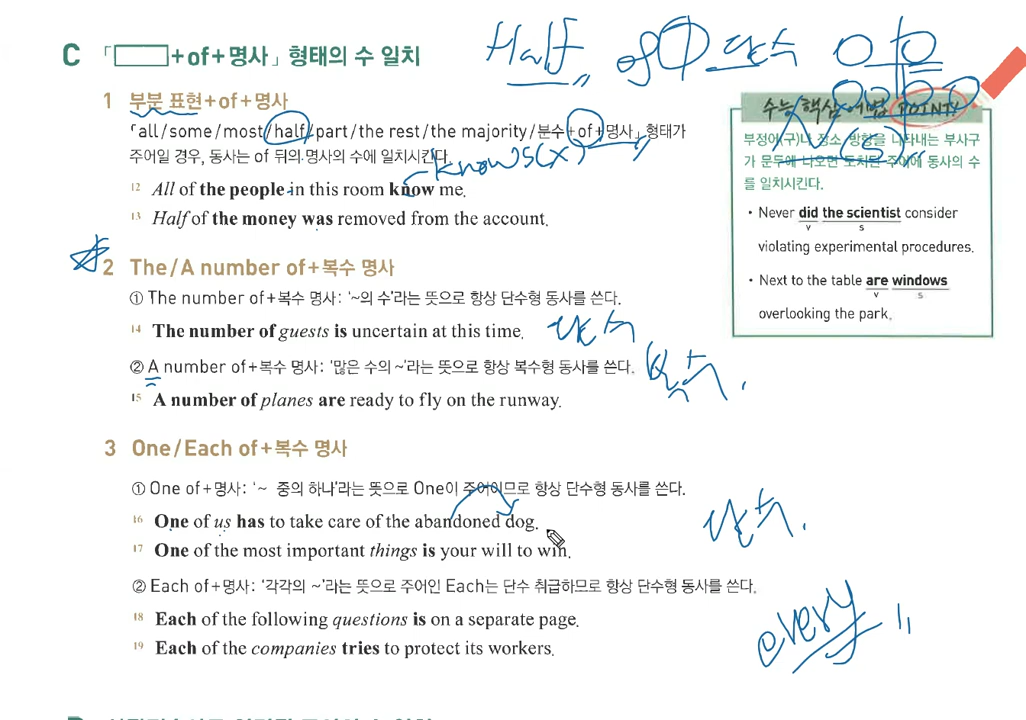 C 「□+of+명사」 형태의 수 일치
Half of 단수
1 부분 표현+of+명사
「all/some/most/half/part/the rest/the majority/분수+of+명사」 형태가
주어일 경우, 동사는 of 뒤의 명사의 수에 일치시킨다.
knows(x)
12 All of the people in this room know me.
13 Half of the money was removed from the account.
2 The/A number of+복수 명사
① The number of+복수 명사: '~의 수'라는 뜻으로 항상 단수형 동사를 쓴다.
14 The number of guests is uncertain at this time.
단수
② A number of+복수 명사: '많은 수의 ~'라는 뜻으로 항상 복수형 동사를 쓴다.
복수.
15 A number of planes are ready to fly on the runway.
3 One/Each of+복수 명사
① One of+명사: '~ 중의 하나'라는 뜻으로 One이 주어이므로 항상 단수형 동사를 쓴다.
16 One of us has to take care of the abandoned dog.
단수.
17 One of the most important things is your will to win.
② Each of+명사: '각각의 ~'라는 뜻으로 주어인 Each는 단수 취급하므로 항상 단수형 동사를 쓴다.
18 Each of the following questions is on a separate page.
every
19 Each of the companies tries to protect its workers.
수능 핵심 어법 POINT!
부정어(구)나 장소·방향을 나타내는 부사구
가 문두에 나오면 도치된 주어에 동사의 수
를 일치시킨다.
• Never did the scientist consider
v s
violating experimental procedures.
• Next to the table are windows
v s
overlooking the park.